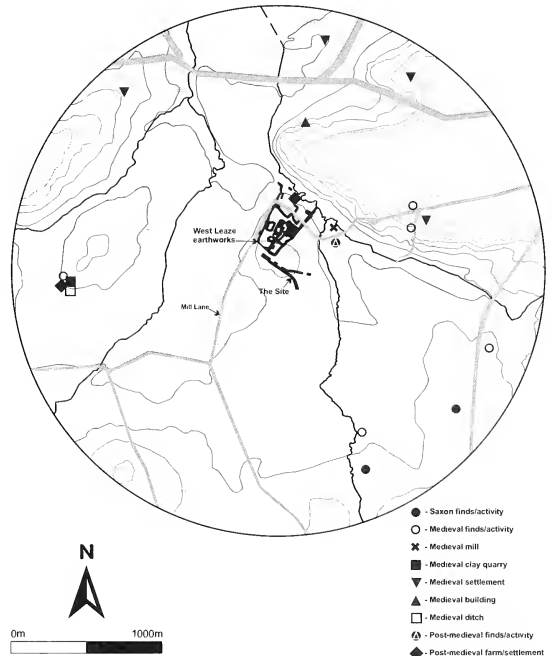 West Leaze
earthworks
The Site
Mill Lane
- Saxon finds/activity
- Medieval finds/activity
- Medieval mill
- Medieval clay quarry
- Medieval settlement
- Medieval building
- Medieval ditch
- Post-medieval finds/activity
- Post-medieval farm/settlement
N
0m 1000m